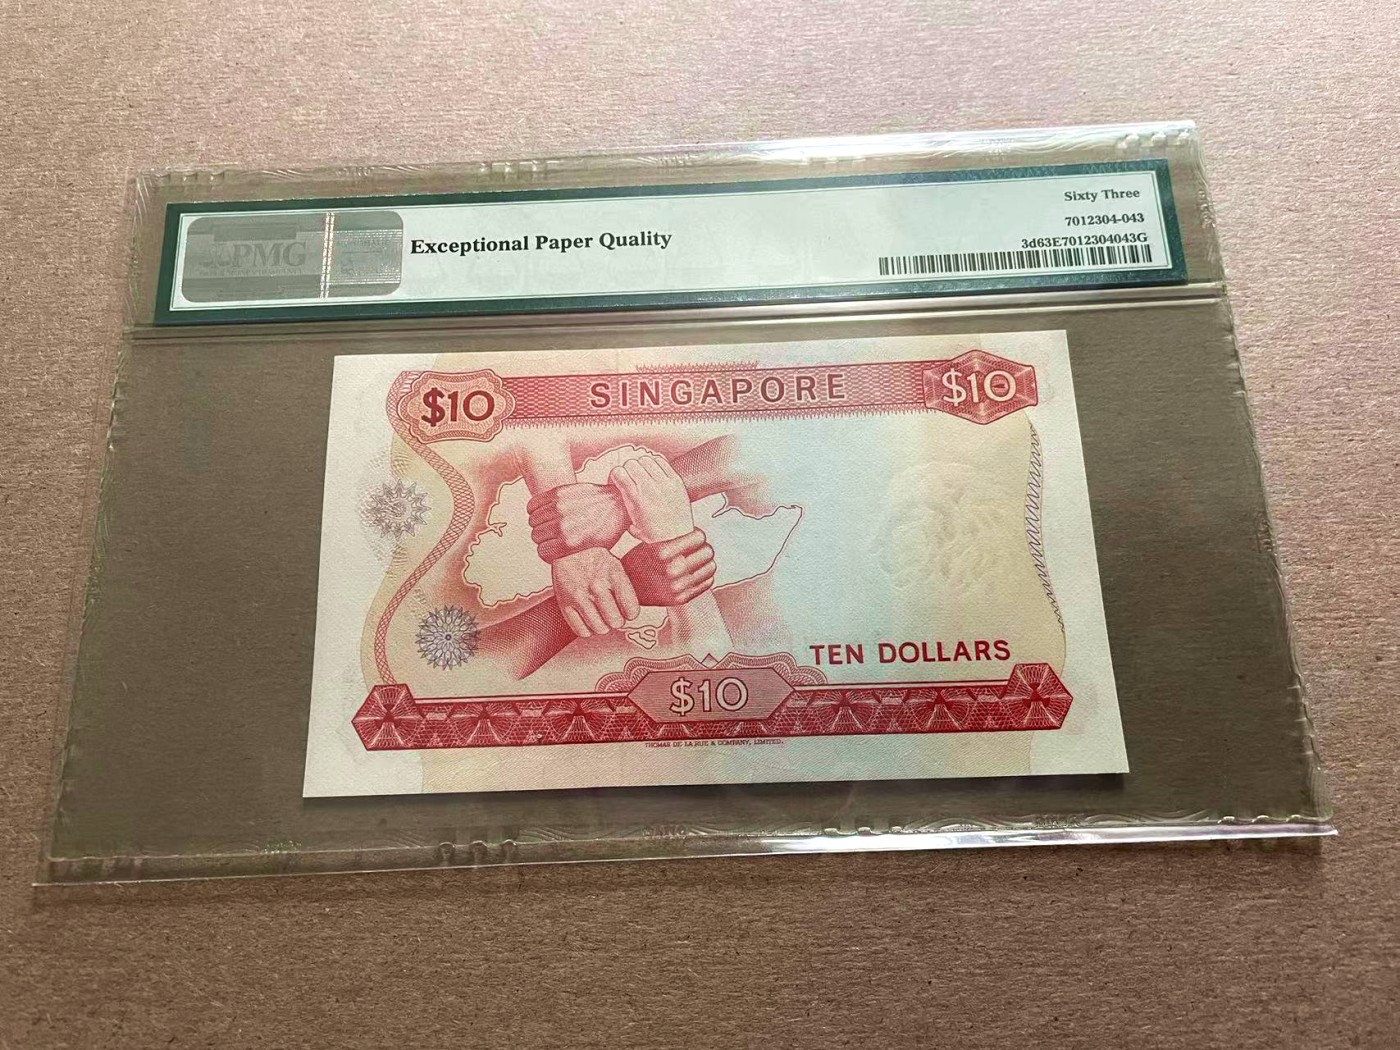 PMG
Exceptional Paper Quality
Sixty Three
7012304-043
3d63E7012304043G
$10
SINGAPORE
$10
TEN DOLLARS
$10
THOMAS DE LA RUE & COMPANY, LIMITED.